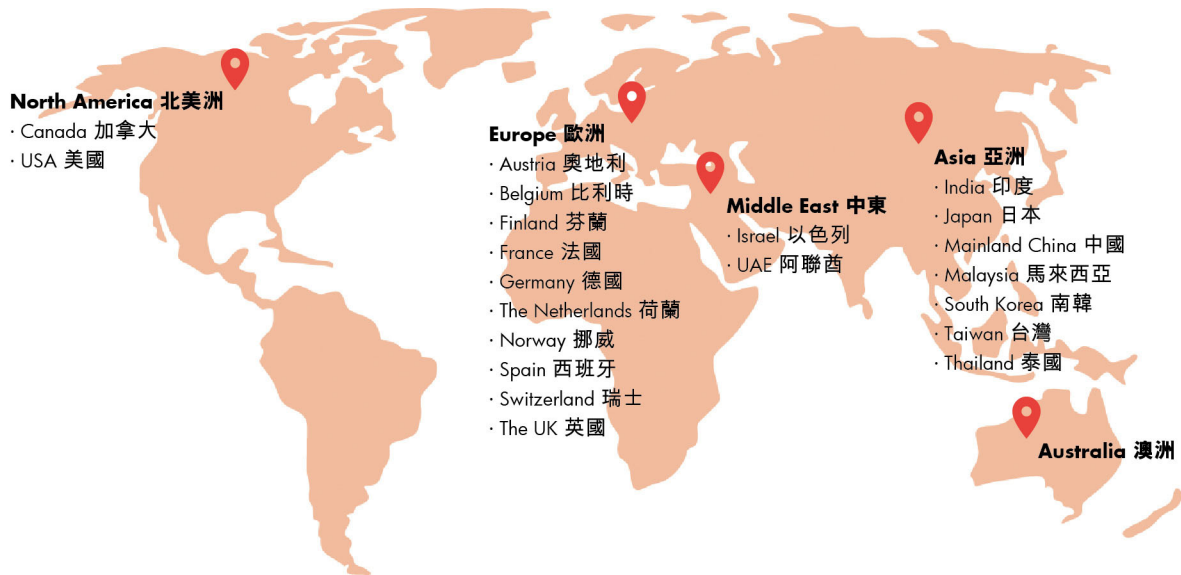 North America 北美洲
· Canada 加拿大
· USA 美國
Europe 歐洲
· Austria 奧地利
· Belgium 比利時
· Finland 芬蘭
· France 法國
· Germany 德國
· The Netherlands 荷蘭
· Norway 挪威
· Spain 西班牙
· Switzerland 瑞士
· The UK 英國
Middle East 中東
· Israel 以色列
· UAE 阿聯酋
Asia 亞洲
· India 印度
· Japan 日本
· Mainland China 中國
· Malaysia 馬來西亞
· South Korea 南韓
· Taiwan 台灣
· Thailand 泰國
Australia 澳洲